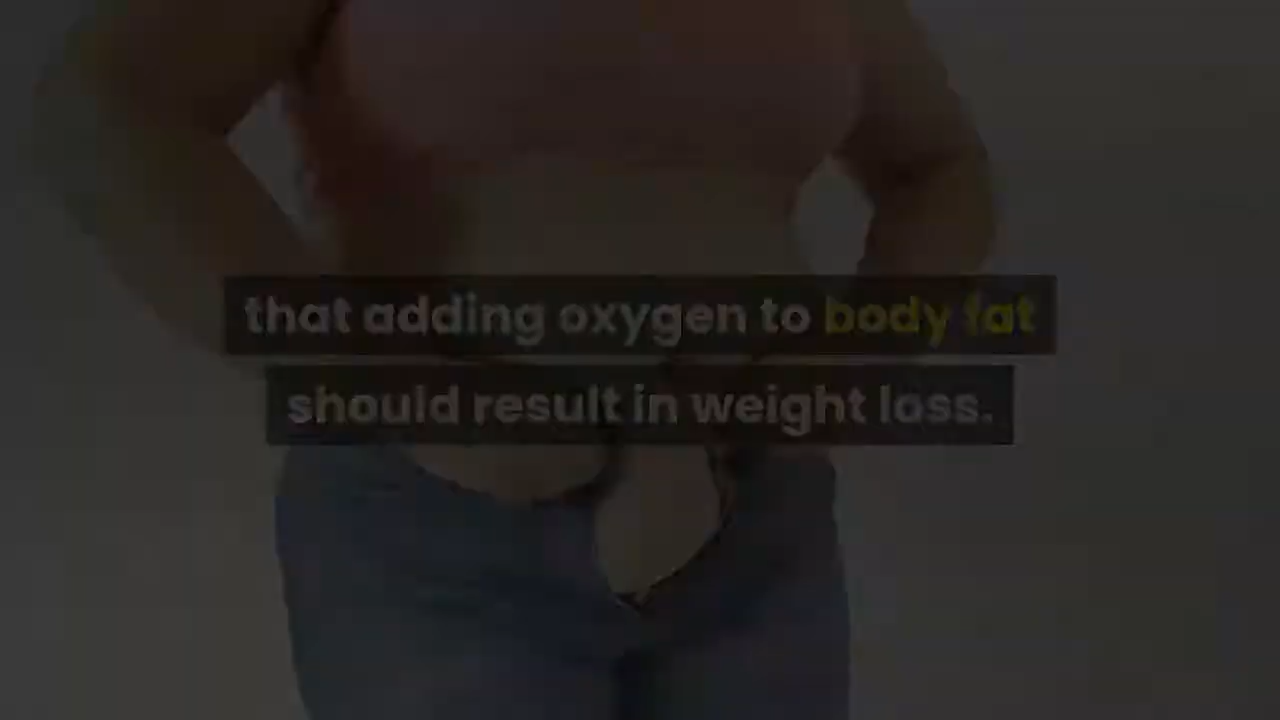 that adding oxygen to body fat
should result in weight loss.